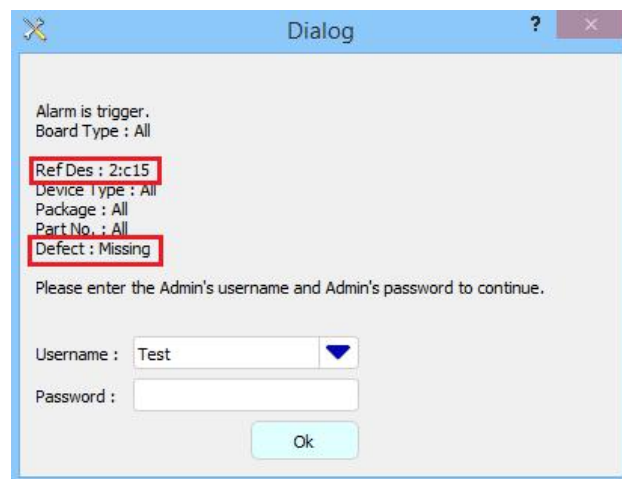 Dialog
?
Alarm is trigger.
Board Type : All
Ref Des : 2:c15
Device Type : All
Package : All
Part No. : All
Defect : Missing
Please enter the Admin's username and Admin's password to continue.
Username : Test
Password :
Ok